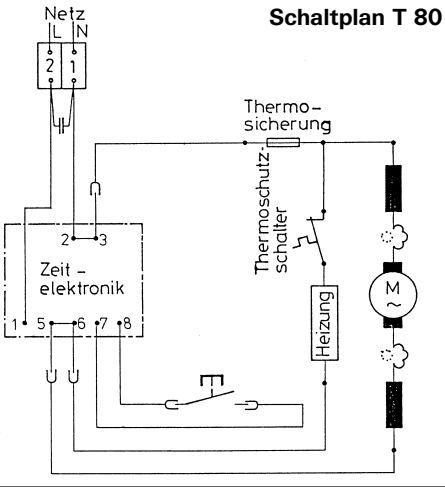 Schaltplan T 80
Netz
L N
2 1
Thermo-
sicherung
Thermoschutz-
schalter
2 3
Zeit -
elektronik
M
~
Heizung
1 5 6 7 8